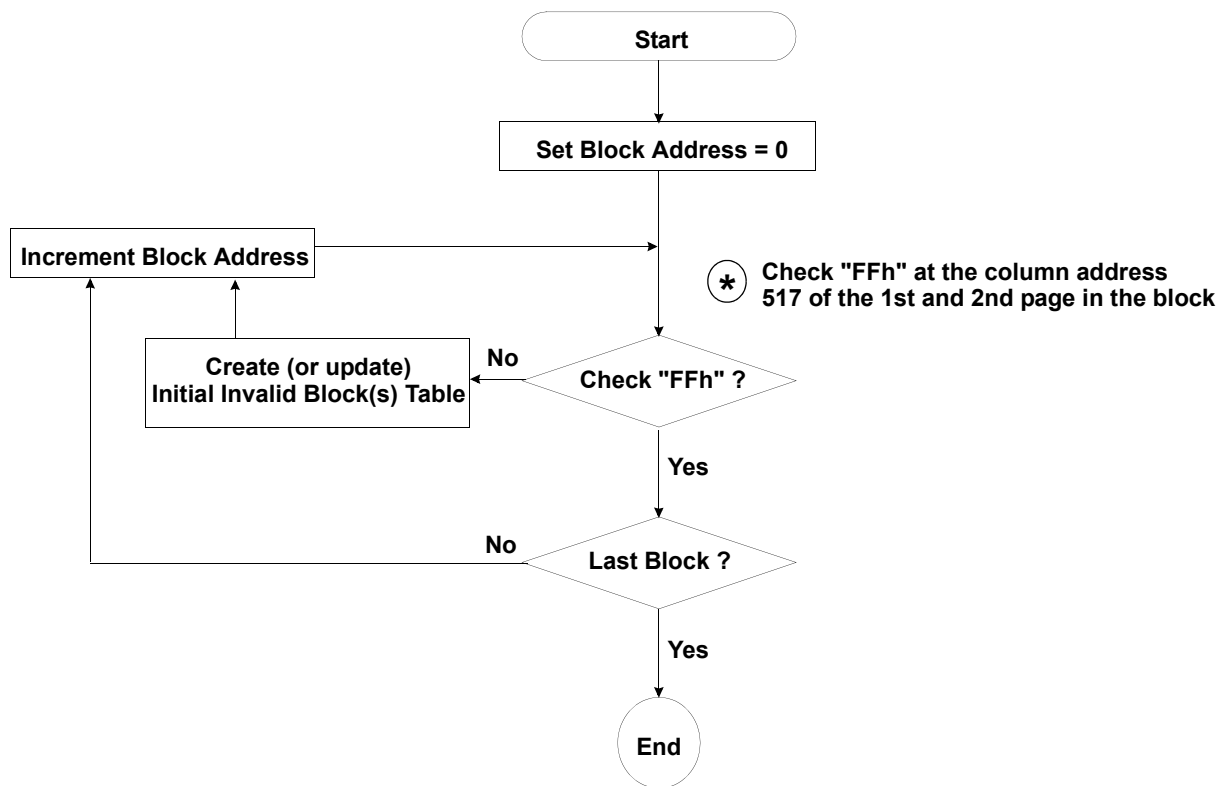 Start
Set Block Address = 0
Increment Block Address
* Check "FFh" at the column address
517 of the 1st and 2nd page in the block
Create (or update)
Initial Invalid Block(s) Table
No
Check "FFh" ?
Yes
No
Last Block ?
Yes
End